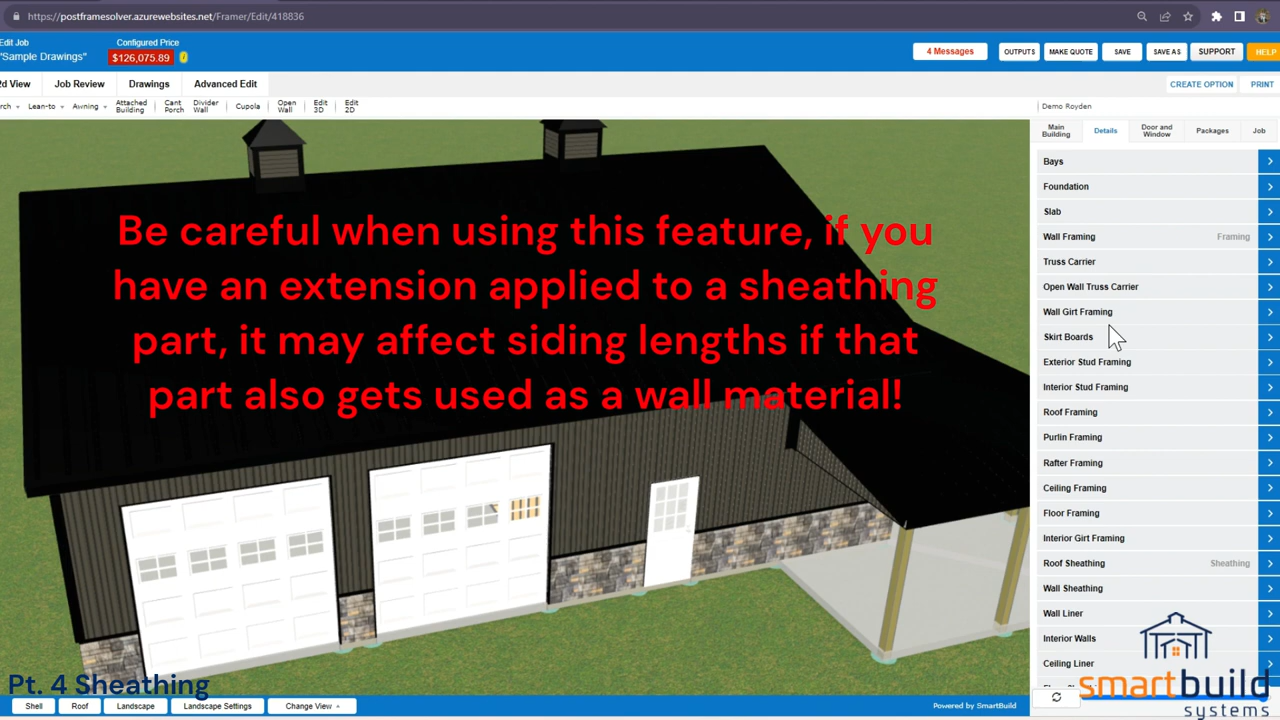 https://postframesolver.azurewebsites.net/Framer/Edit/418836
Edit Job
"Sample Drawings"
Configured Price
$126,075.89
4 Messages
OUTPUTS
MAKE QUOTE
SAVE
SAVE AS
SUPPORT
HELP
d View
Job Review
Drawings
Advanced Edit
CREATE OPTION
PRINT
rch
Lean-to
Awning
Attached
Building
Cant
Porch
Divider
Wall
Cupola
Open
Wall
Edit
3D
Edit
2D
Demo Royden
Main
Building
Details
Door and
Window
Packages
Job
Bays
Foundation
Slab
Wall Framing Framing
Truss Carrier
Open Wall Truss Carrier
Wall Girt Framing
Skirt Boards
Exterior Stud Framing
Interior Stud Framing
Roof Framing
Purlin Framing
Rafter Framing
Ceiling Framing
Floor Framing
Interior Girt Framing
Roof Sheathing Sheathing
Wall Sheathing
Wall Liner
Interior Walls
Ceiling Liner
Be careful when using this feature, if you
have an extension applied to a sheathing
part, it may affect siding lengths if that
part also gets used as a wall material!
Pt. 4 Sheathing
smartbuild
systems
Shell
Roof
Landscape
Landscape Settings
Change View
Powered by SmartBuild